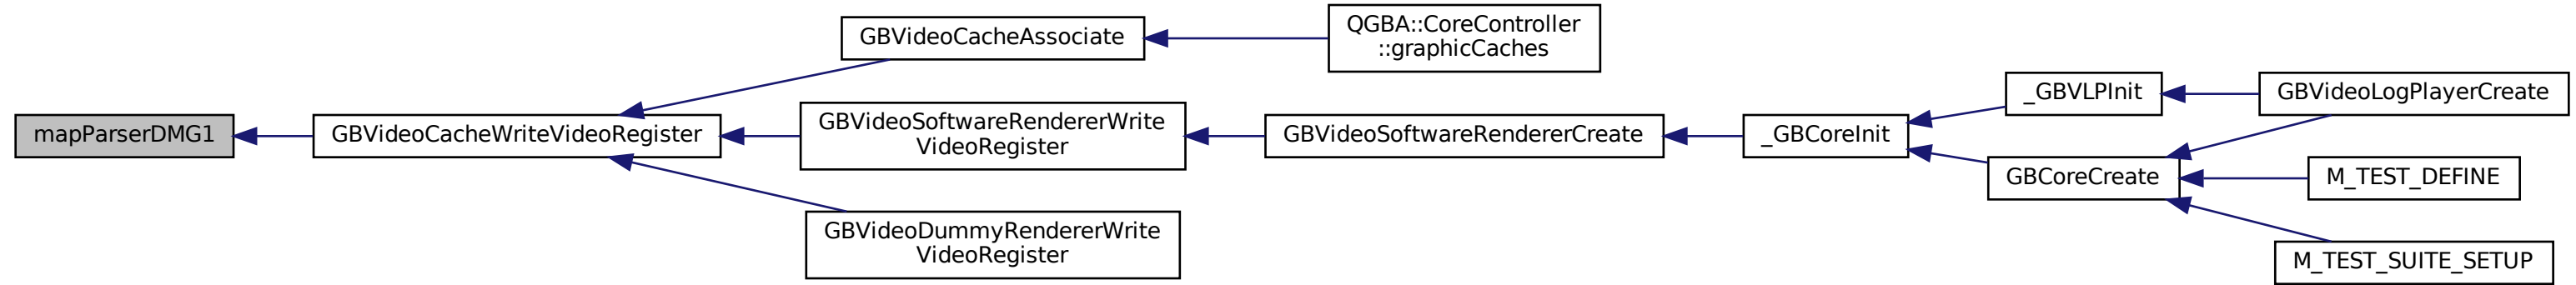 mapParserDMG1
GBVideoCacheWriteVideoRegister
GBVideoCacheAssociate
QGBA::CoreController
::graphicCaches
GBVideoSoftwareRendererWrite
VideoRegister
GBVideoSoftwareRendererCreate
_GBCoreInit
_GBVLPInit
GBVideoLogPlayerCreate
GBCoreCreate
M_TEST_DEFINE
M_TEST_SUITE_SETUP
GBVideoDummyRendererWrite
VideoRegister